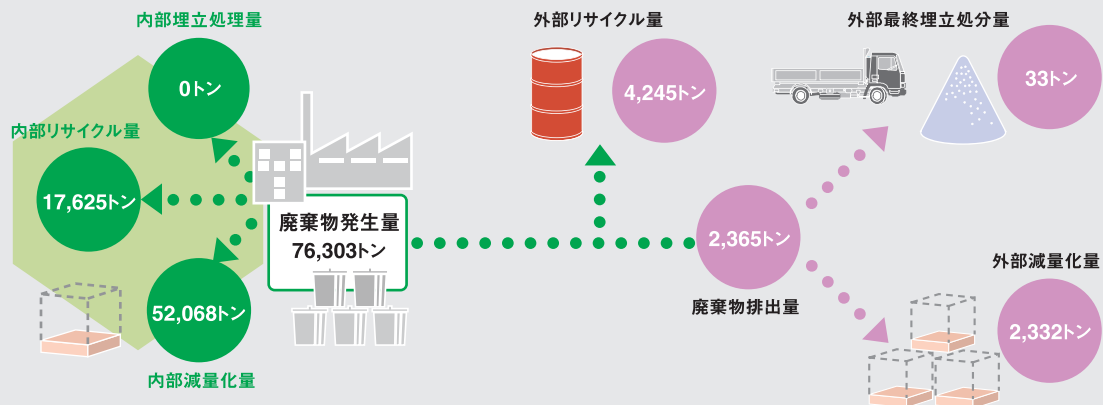 内部埋立処理量
0トン
内部リサイクル量
17,625トン
52,068トン
内部減量化量
廃棄物発生量
76,303トン
外部リサイクル量
4,245トン
2,365トン
廃棄物排出量
外部最終埋立処分量
33トン
外部減量化量
2,332トン